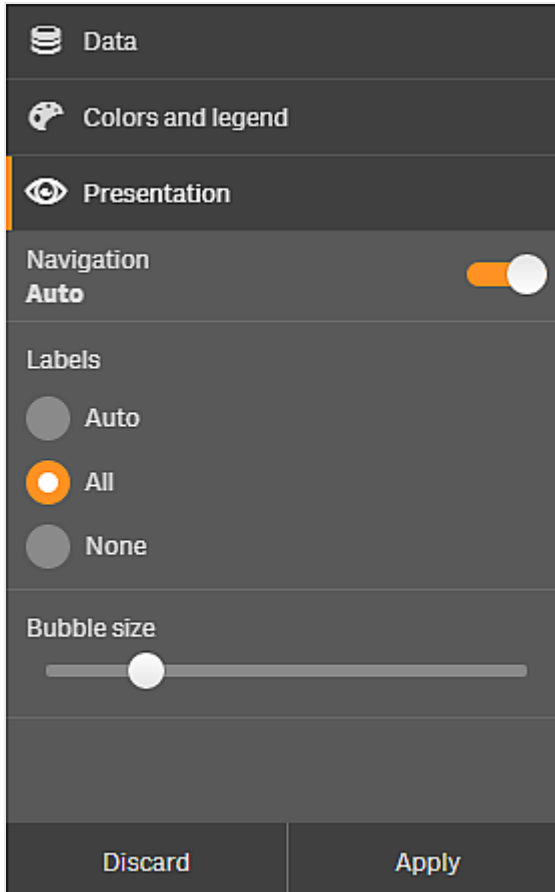 Data
Colors and legend
Presentation
Navigation
Auto
Labels
Auto
All
None
Bubble size
Discard
Apply